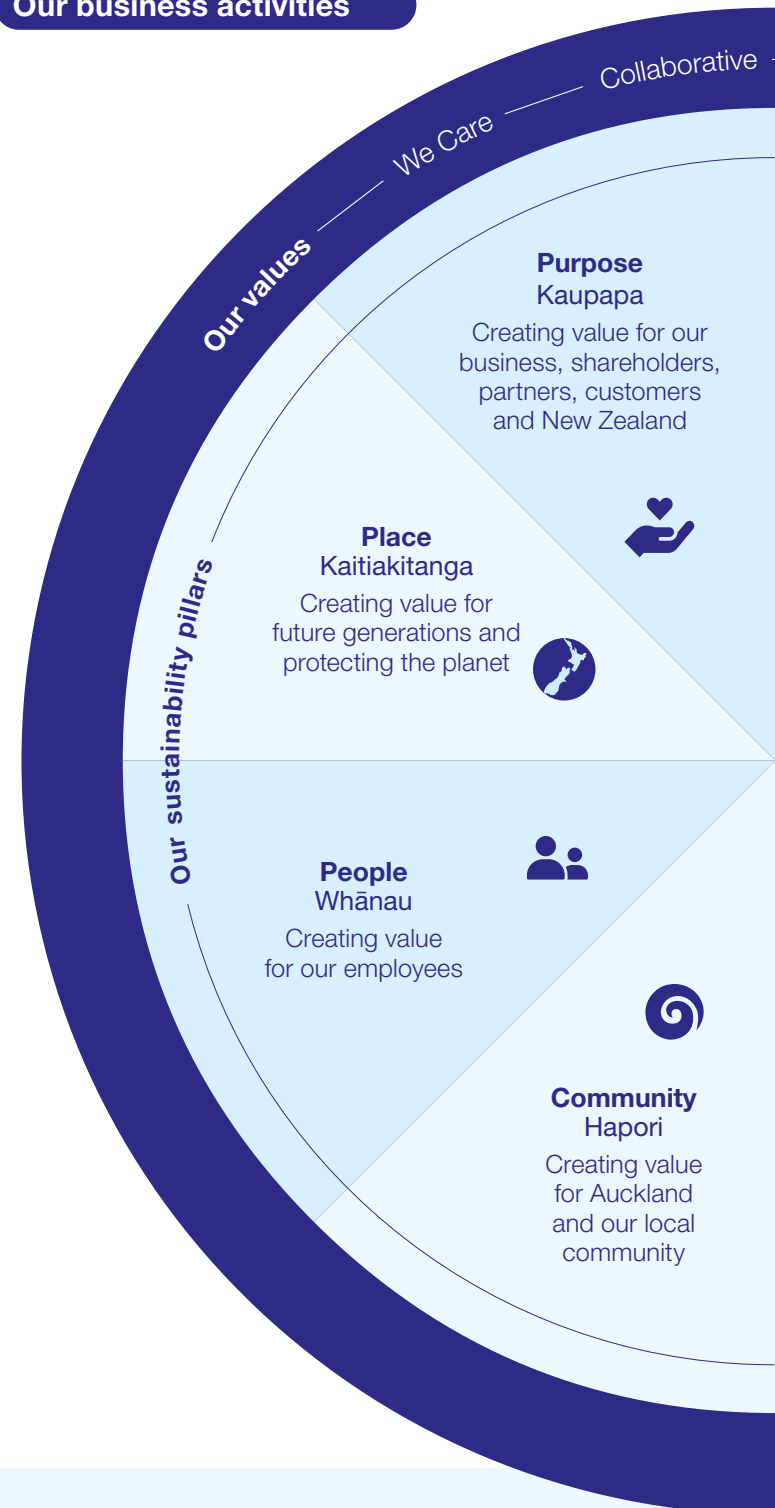 Our business activities
Our values
We Care
Collaborative
Purpose
Kaupapa
Creating value for our
business, shareholders,
partners, customers
and New Zealand
Place
Kaitiakitanga
Creating value for
future generations and
protecting the planet
Our sustainability pillars
People
Whānau
Creating value
for our employees
Community
Hapori
Creating value
for Auckland
and our local
community